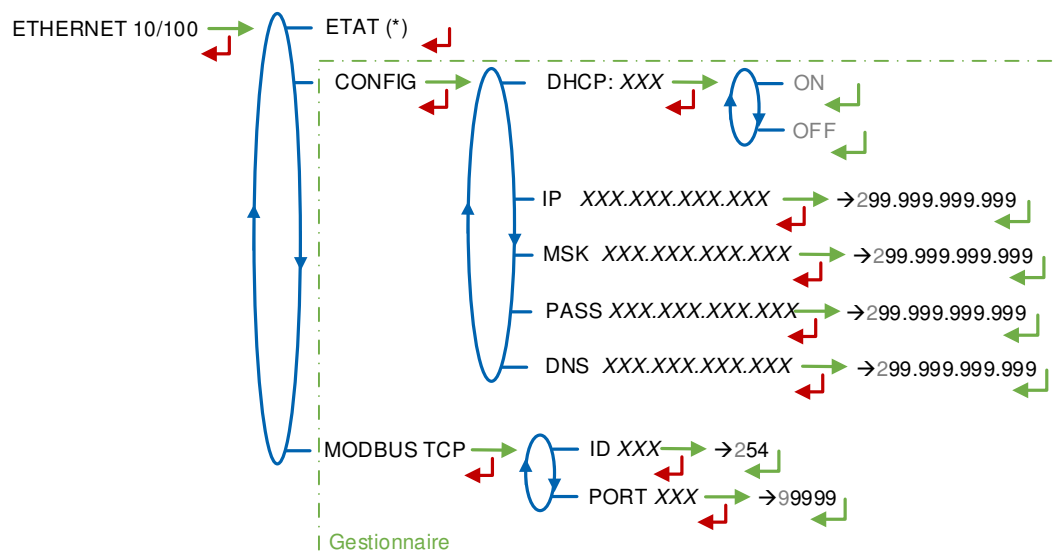 ETHERNET 10/100
ETAT (*)
CONFIG
DHCP: XXX
ON
OFF
IP XXX.XXX.XXX.XXX →299.999.999.999
MSK XXX.XXX.XXX.XXX →299.999.999.999
PASS XXX.XXX.XXX.XXX →299.999.999.999
DNS XXX.XXX.XXX.XXX →299.999.999.999
MODBUS TCP
ID XXX →254
PORT XXX →99999
Gestionnaire